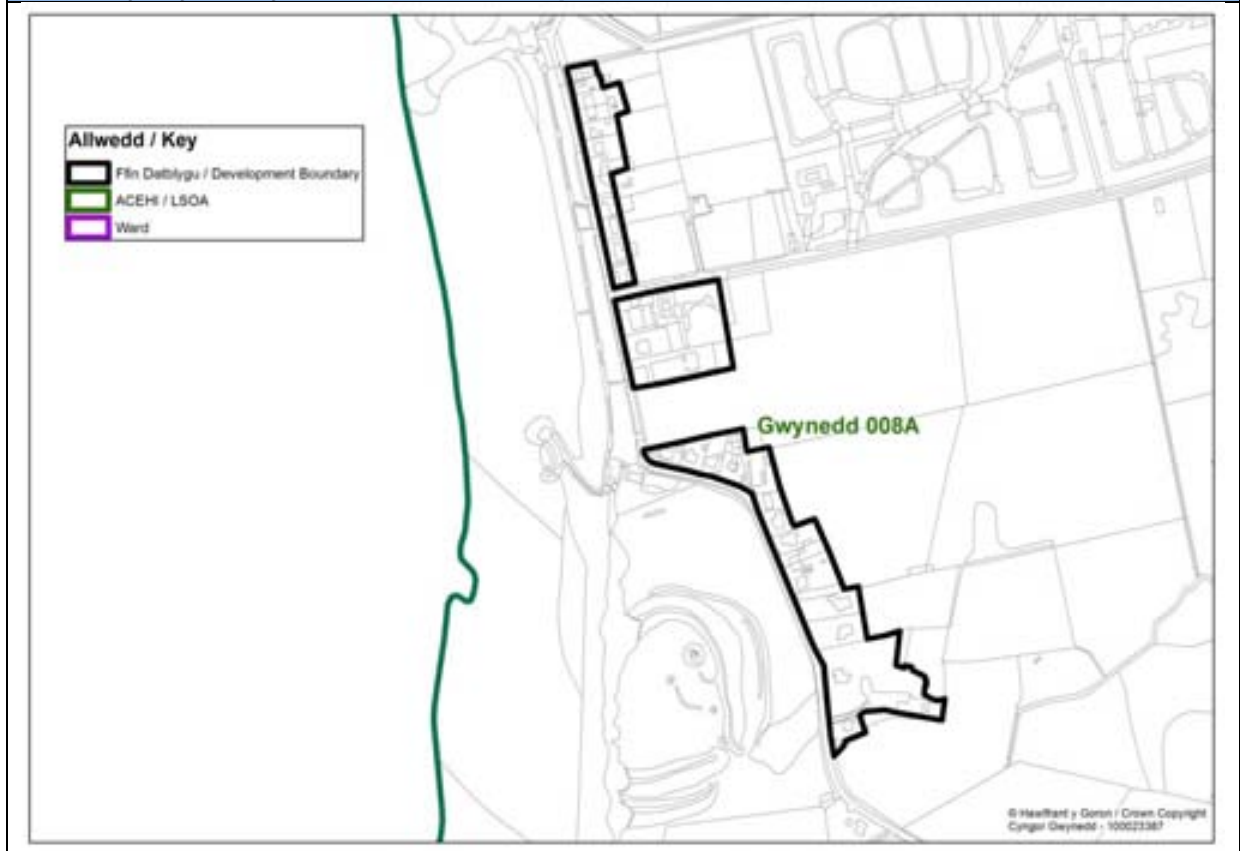 Allwedd / Key
Ffin Datblygu / Development Boundary
ACEHI / LSOA
Ward
Gwynedd 008A
© Hawlfraint y Goron / Crown Copyright
Cyngor Gwynedd - 100023387